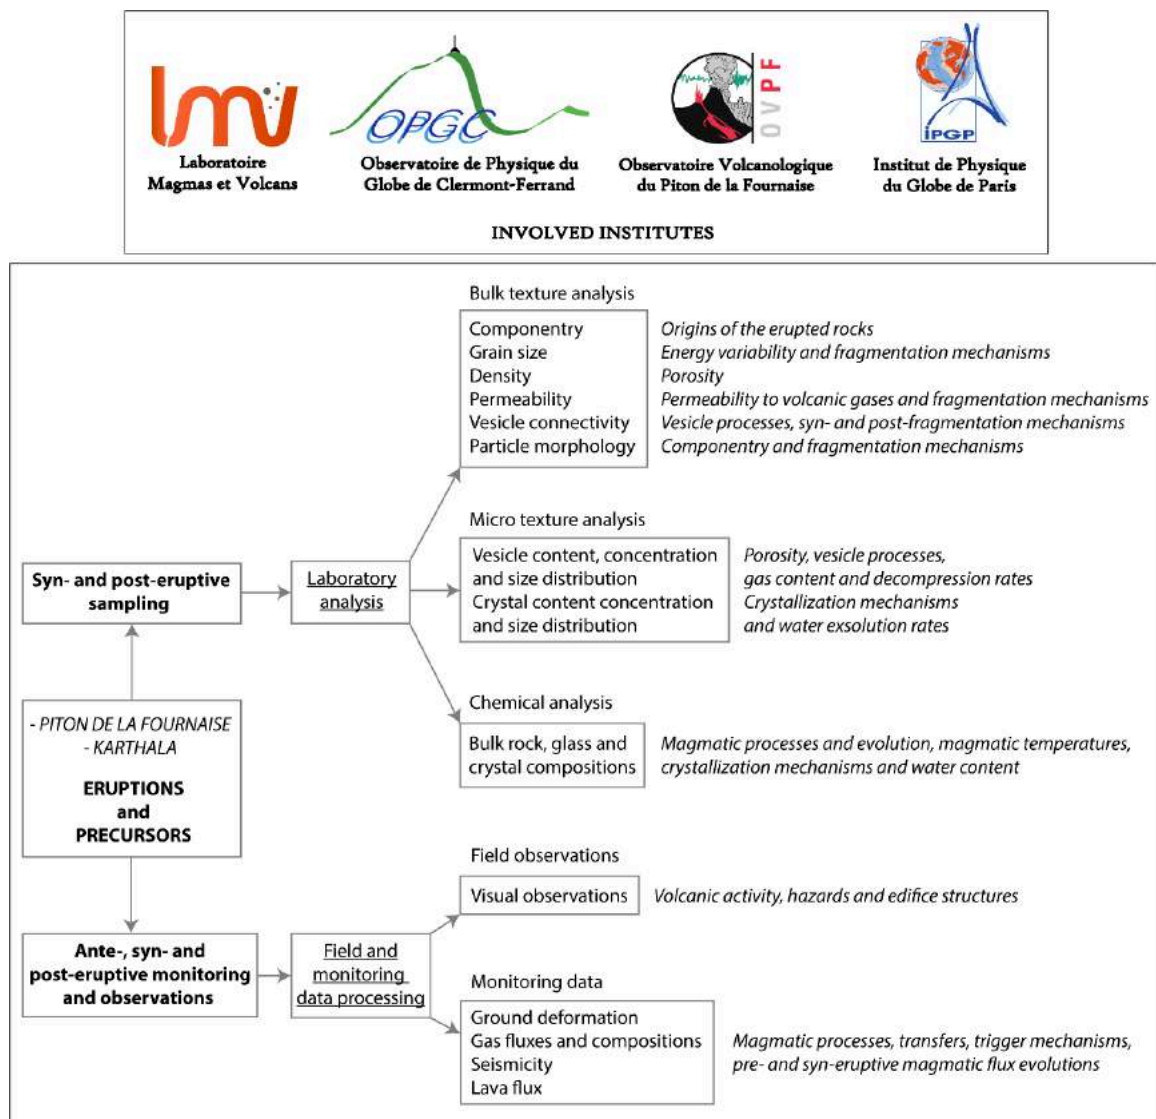 lmv
OPGC
OVPF
iPGP
Laboratoire
Magmas et Volcans
Observatoire de Physique du
Globe de Clermont-Ferrand
Observatoire Volcanologique
du Piton de la Fournaise
Institut de Physique
du Globe de Paris
INVOLVED INSTITUTES
Bulk texture analysis
Componentry Origins of the erupted rocks
Grain size Energy variability and fragmentation mechanisms
Density Porosity
Permeability Permeability to volcanic gases and fragmentation mechanisms
Vesicle connectivity Vesicle processes, syn- and post-fragmentation mechanisms
Particle morphology Componentry and fragmentation mechanisms
Micro texture analysis
Vesicle content, concentration Porosity, vesicle processes,
and size distribution gas content and decompression rates
Crystal content concentration Crystallization mechanisms
and size distribution and water exsolution rates
Syn- and post-eruptive
sampling
Laboratory
analysis
Chemical analysis
Bulk rock, glass and Magmatic processes and evolution, magmatic temperatures,
crystal compositions crystallization mechanisms and water content
- PITON DE LA FOURNAISE
- KARTHALA
ERUPTIONS
and
PRECURSORS
Field observations
Visual observations Volcanic activity, hazards and edifice structures
Ante-, syn- and
post-eruptive monitoring
and observations
Field and
monitoring
data processing
Monitoring data
Ground deformation
Gas fluxes and compositions Magmatic processes, transfers, trigger mechanisms,
Seismicity pre- and syn-eruptive magmatic flux evolutions
Lava flux